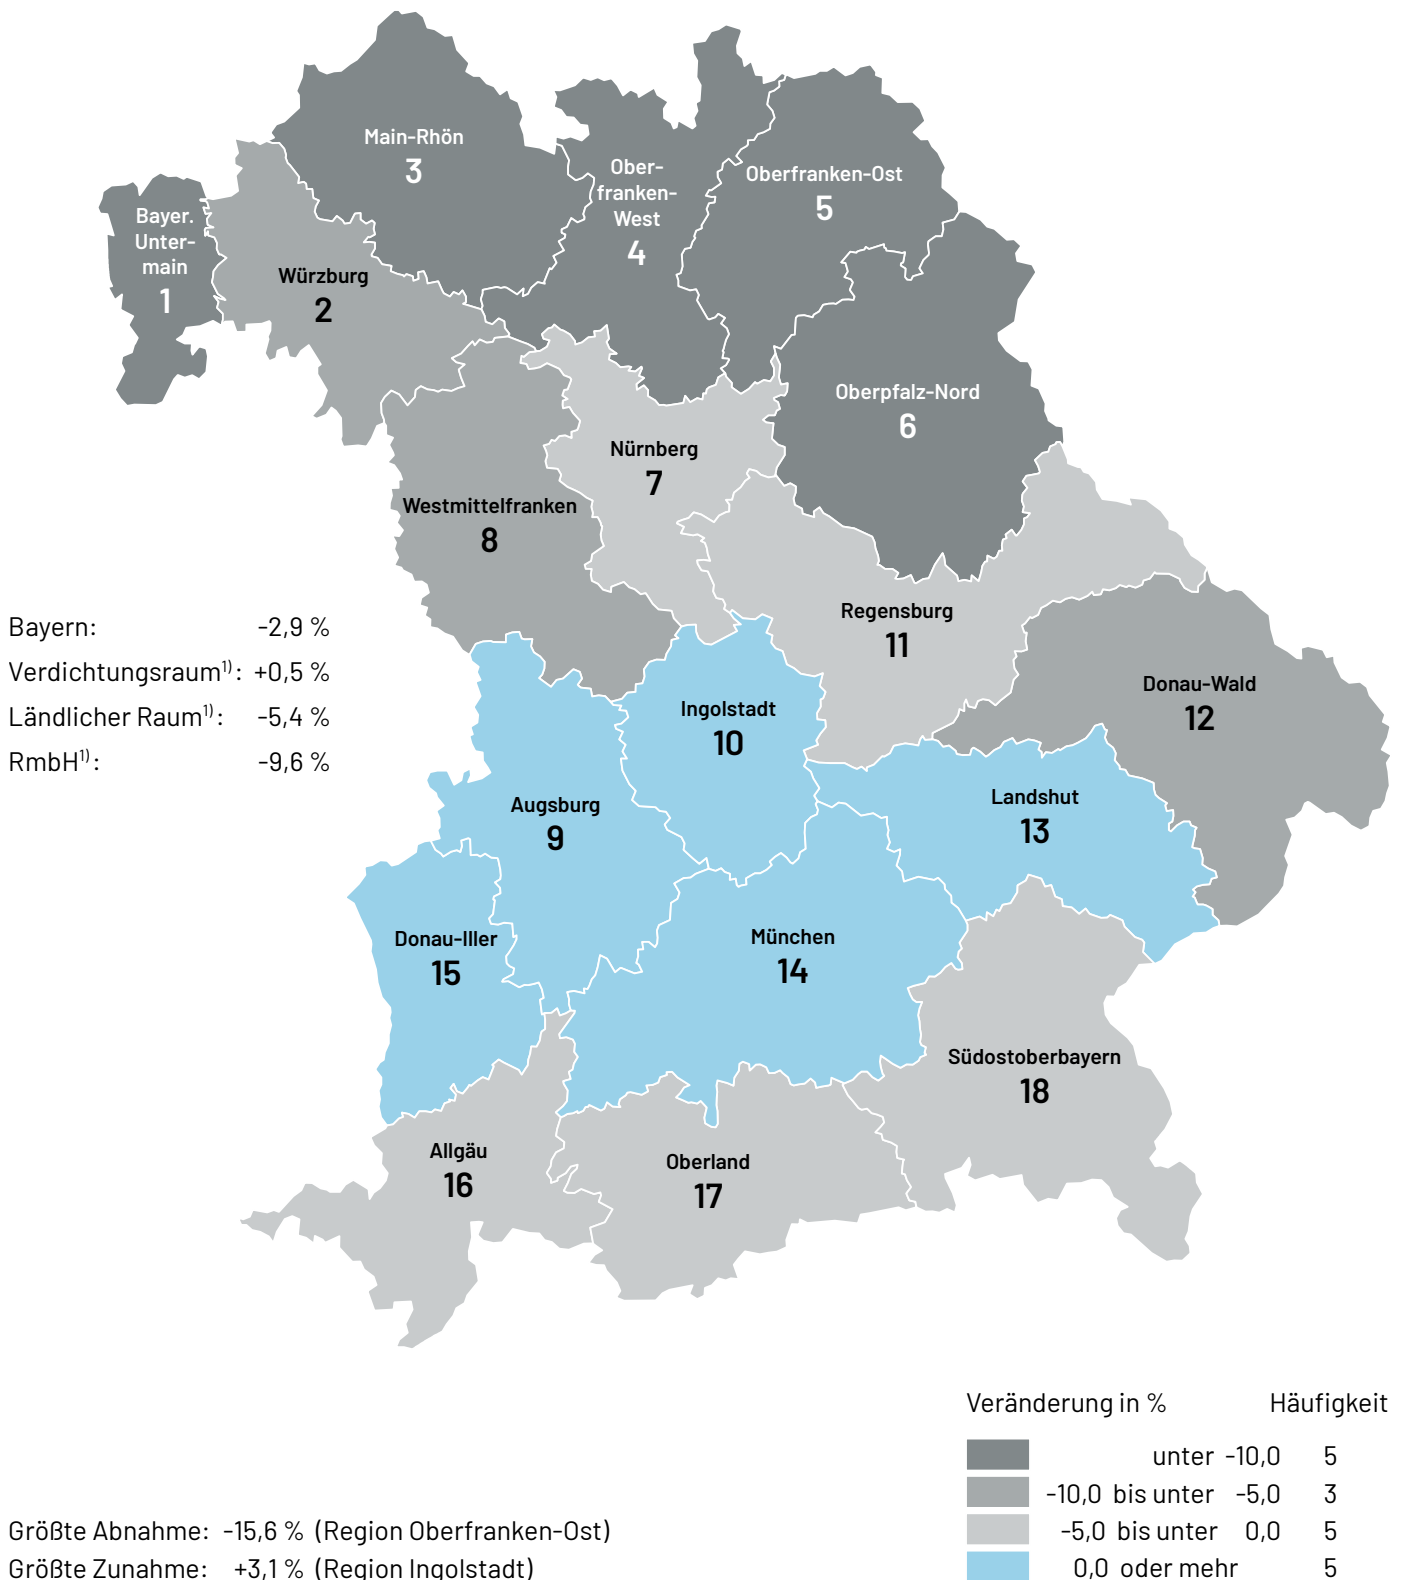 Main-Rhön
3
Ober-
franken-
West
4
Oberfranken-Ost
5
Bayer.
Unter-
main
1
Würzburg
2
Oberpfalz-Nord
6
Nürnberg
7
Westmittelfranken
8
Regensburg
11
Bayern: -2,9 %
Verdichtungsraum¹⁾: +0,5 %
Ländlicher Raum¹⁾: -5,4 %
RmbH¹⁾: -9,6 %
Donau-Wald
12
Ingolstadt
10
Landshut
13
Augsburg
9
Donau-Iller
15
München
14
Südostoberbayern
18
Allgäu
16
Oberland
17
Veränderung in % Häufigkeit
unter -10,0 5
-10,0 bis unter -5,0 3
-5,0 bis unter 0,0 5
0,0 oder mehr 5
Größte Abnahme: -15,6 % (Region Oberfranken-Ost)
Größte Zunahme: +3,1 % (Region Ingolstadt)